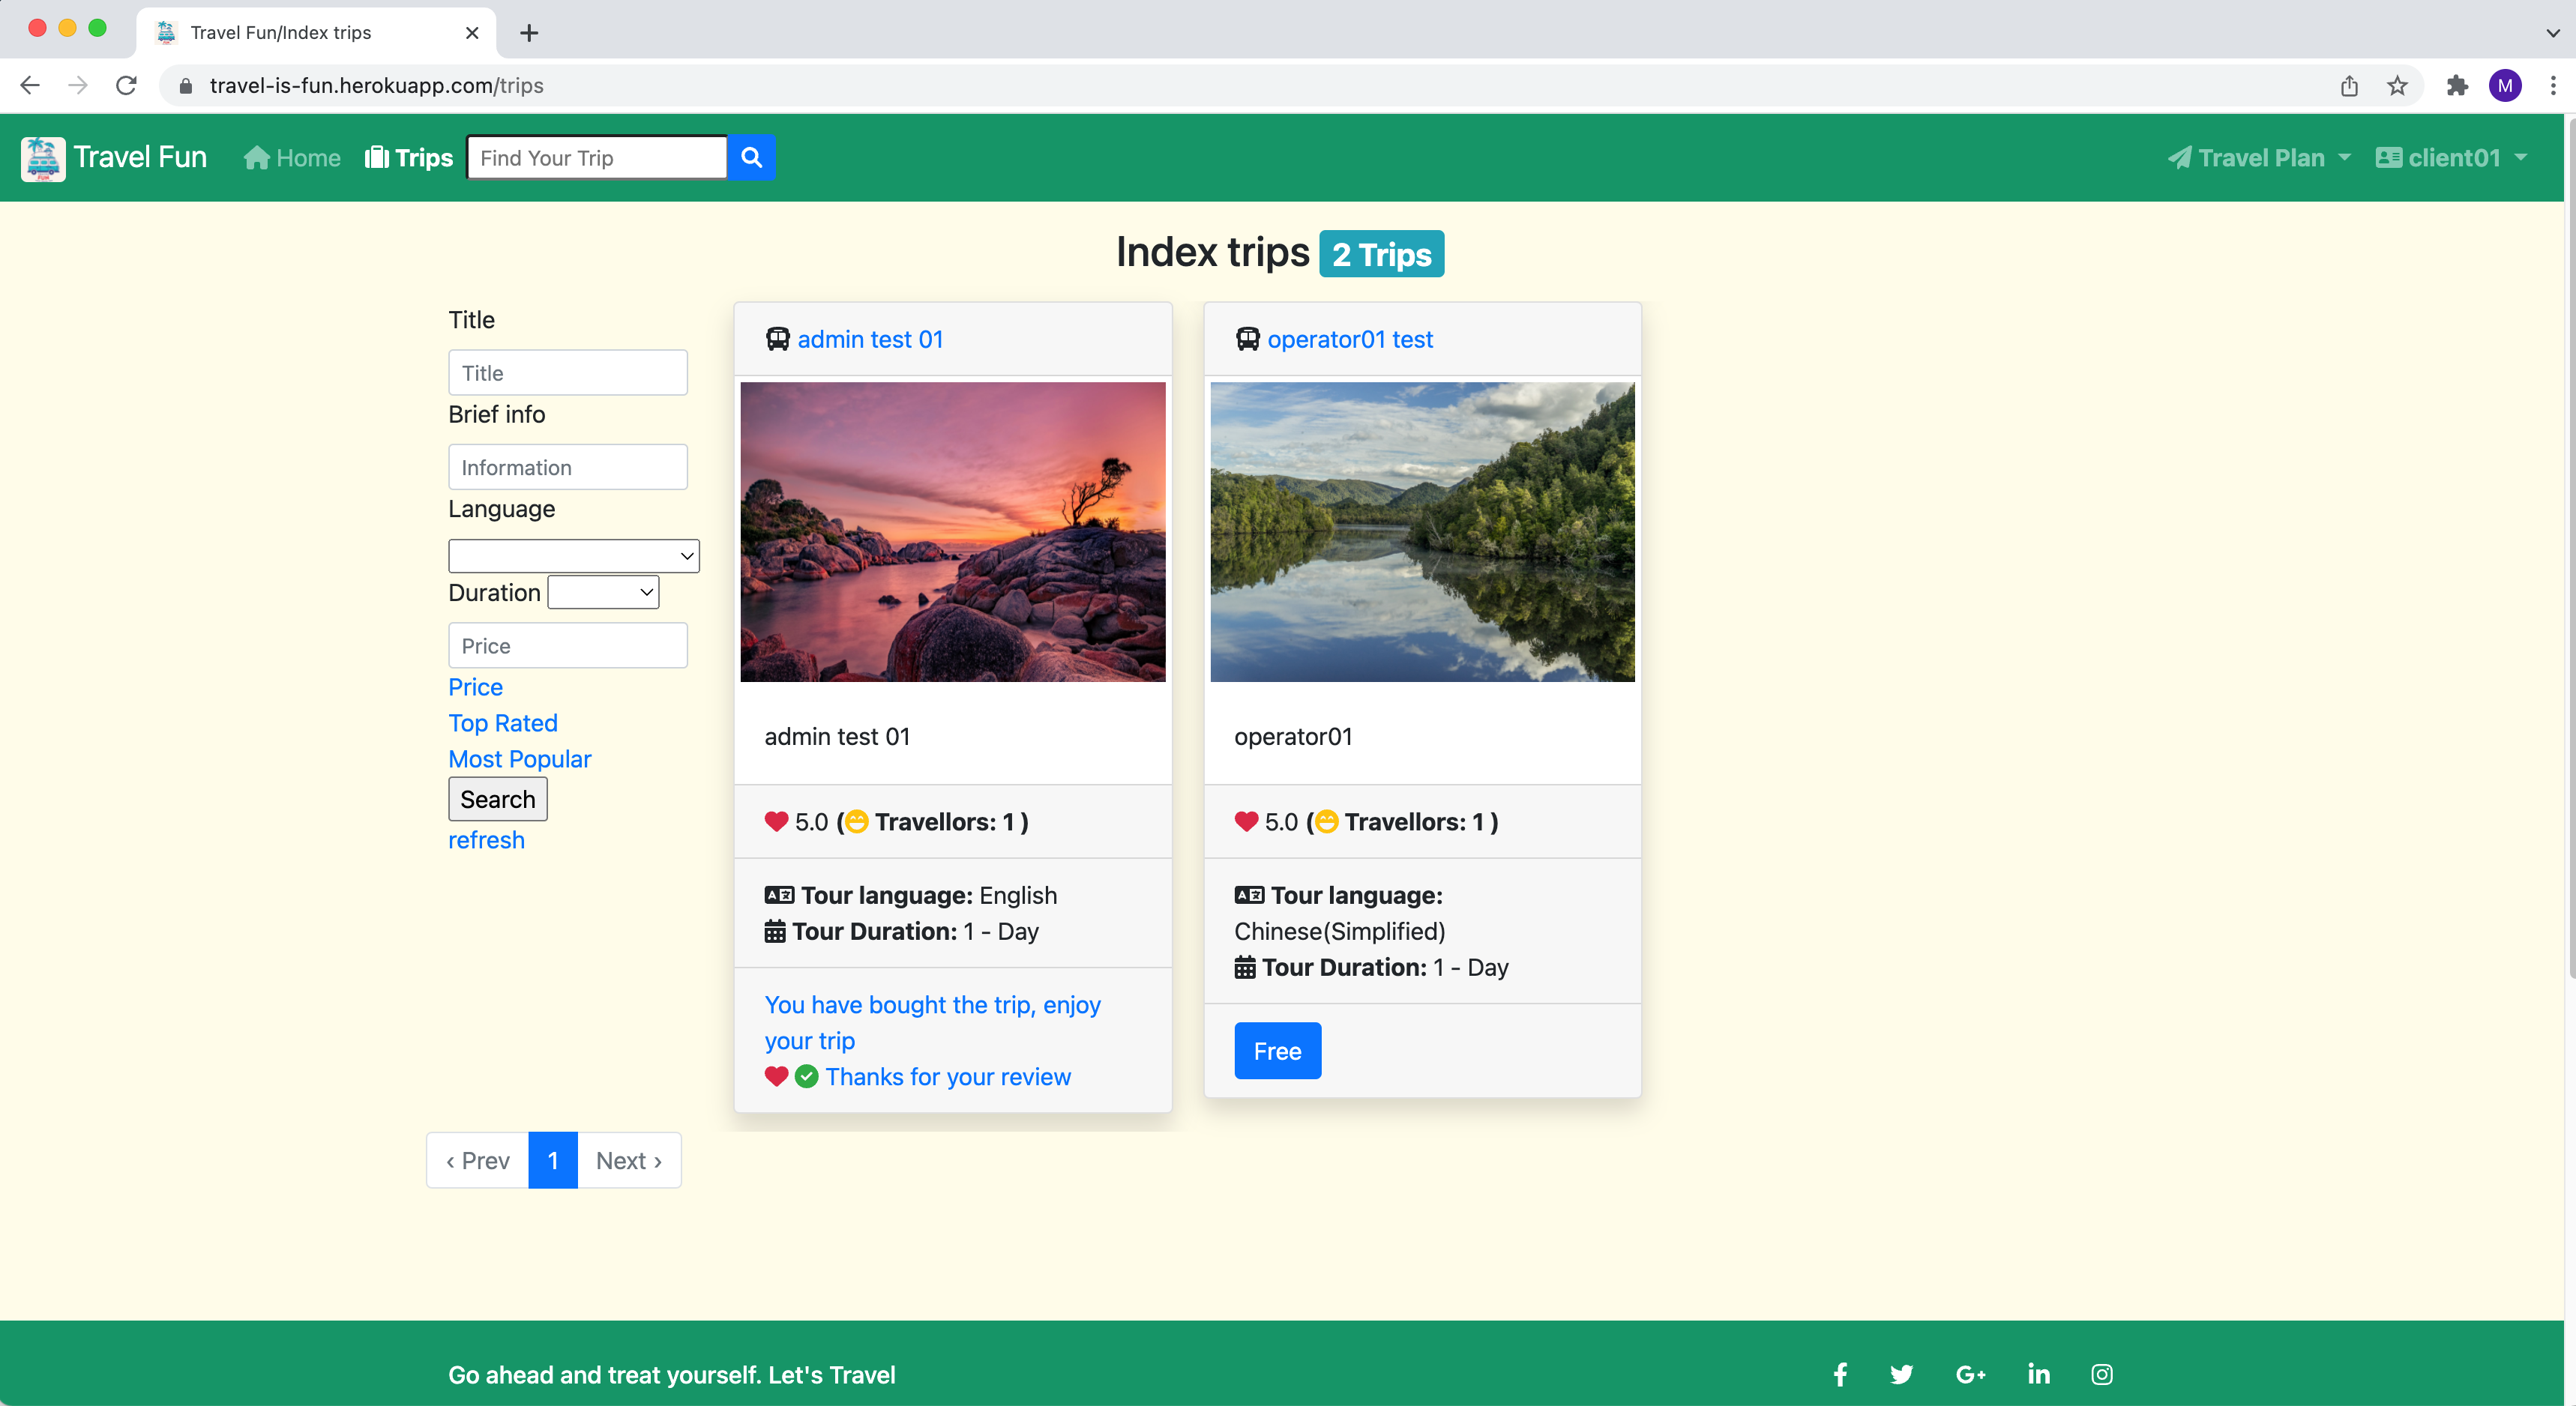 Travel Fun/Index trips
travel-is-fun.herokuapp.com/trips
M
Travel Fun
Home
Trips
Find Your Trip
Travel Plan
client01
Index trips 2 Trips
Title
Title
Brief info
Information
Language
Duration
Price
Price
Top Rated
Most Popular
Search
refresh
admin test 01
admin test 01
5.0 (😁 Travellors: 1 )
Tour language: English
Tour Duration: 1 - Day
You have bought the trip, enjoy
your trip
Thanks for your review
operator01 test
operator01
5.0 (😁 Travellors: 1 )
Tour language:
Chinese(Simplified)
Tour Duration: 1 - Day
Free
‹ Prev 1 Next ›
Go ahead and treat yourself. Let's Travel